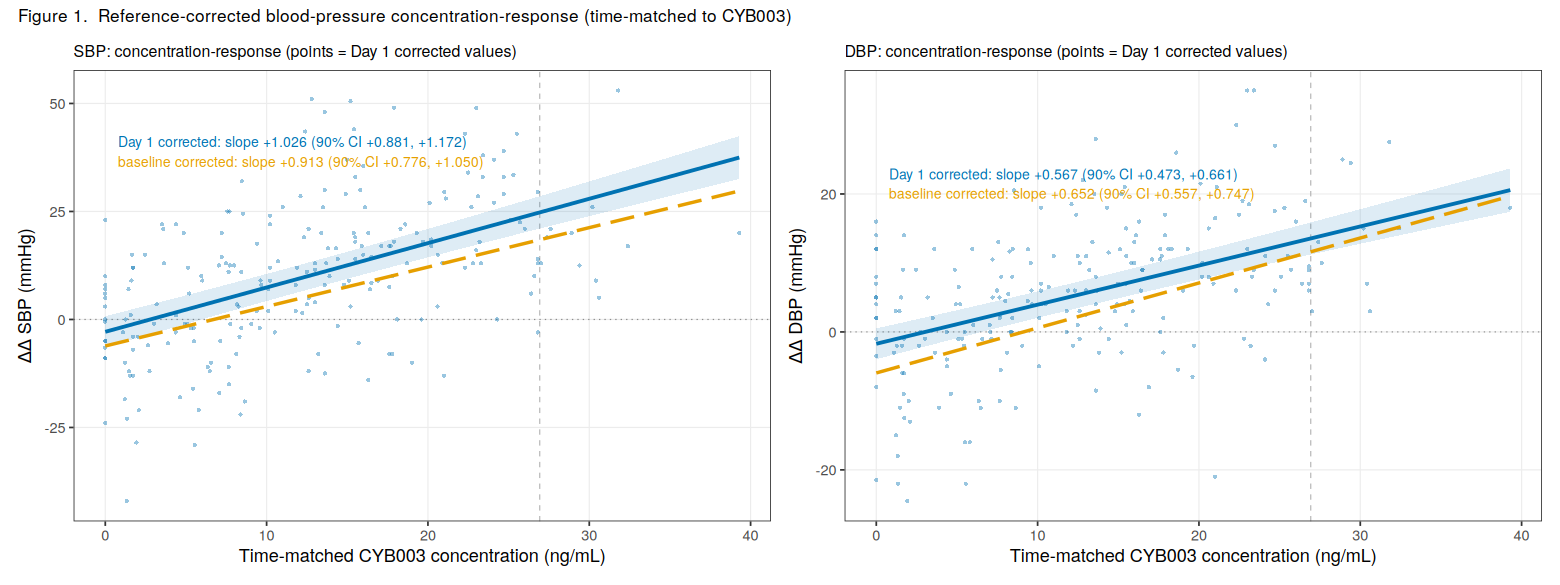 Figure 1. Reference-corrected blood-pressure concentration-response (time-matched to CYB003)
SBP: concentration-response (points = Day 1 corrected values)
ΔΔ SBP (mmHg)
50
25
0
-25
Day 1 corrected: slope +1.026 (90% CI +0.881, +1.172)
baseline corrected: slope +0.913 (90% CI +0.776, +1.050)
0
10
20
30
40
Time-matched CYB003 concentration (ng/mL)
DBP: concentration-response (points = Day 1 corrected values)
ΔΔ DBP (mmHg)
20
0
-20
Day 1 corrected: slope +0.567 (90% CI +0.473, +0.661)
baseline corrected: slope +0.652 (90% CI +0.557, +0.747)
0
10
20
30
40
Time-matched CYB003 concentration (ng/mL)